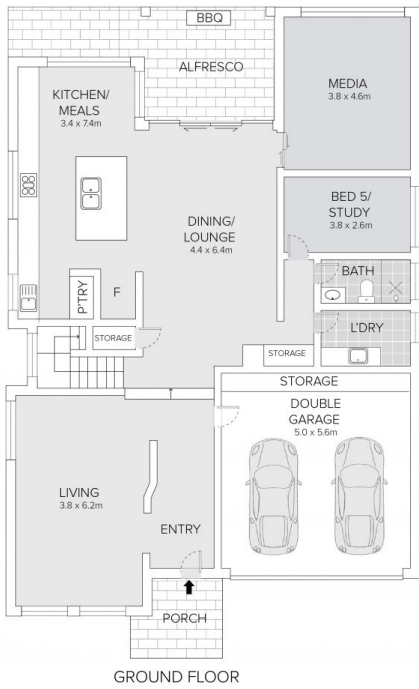 BBQ
ALFRESCO
KITCHEN/
MEALS
3.4 x 7.4m
MEDIA
3.8 x 4.6m
BED 5/
STUDY
3.8 x 2.6m
DINING/
LOUNGE
4.4 x 6.4m
BATH
P'TRY
F
L'DRY
STORAGE
STORAGE
STORAGE
DOUBLE
GARAGE
5.0 x 5.6m
LIVING
3.8 x 6.2m
ENTRY
PORCH
GROUND FLOOR